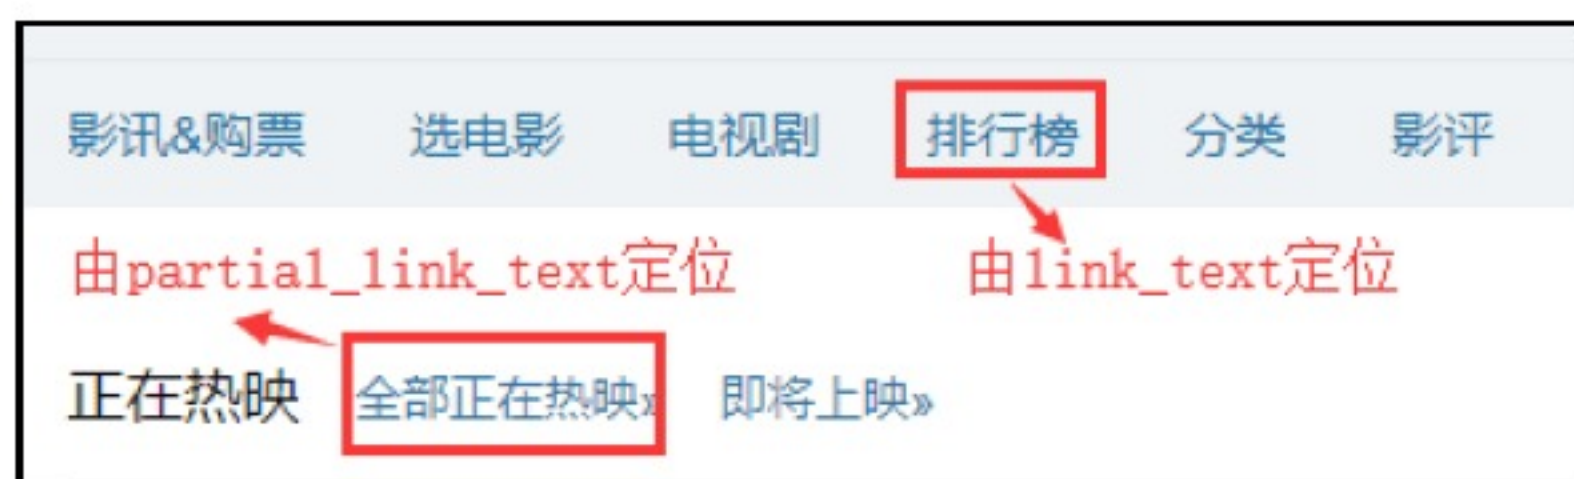 影讯&购票 选电影 电视剧 排行榜 分类 影评
由partial_link_text定位 由link_text定位
正在热映 全部正在热映» 即将上映»